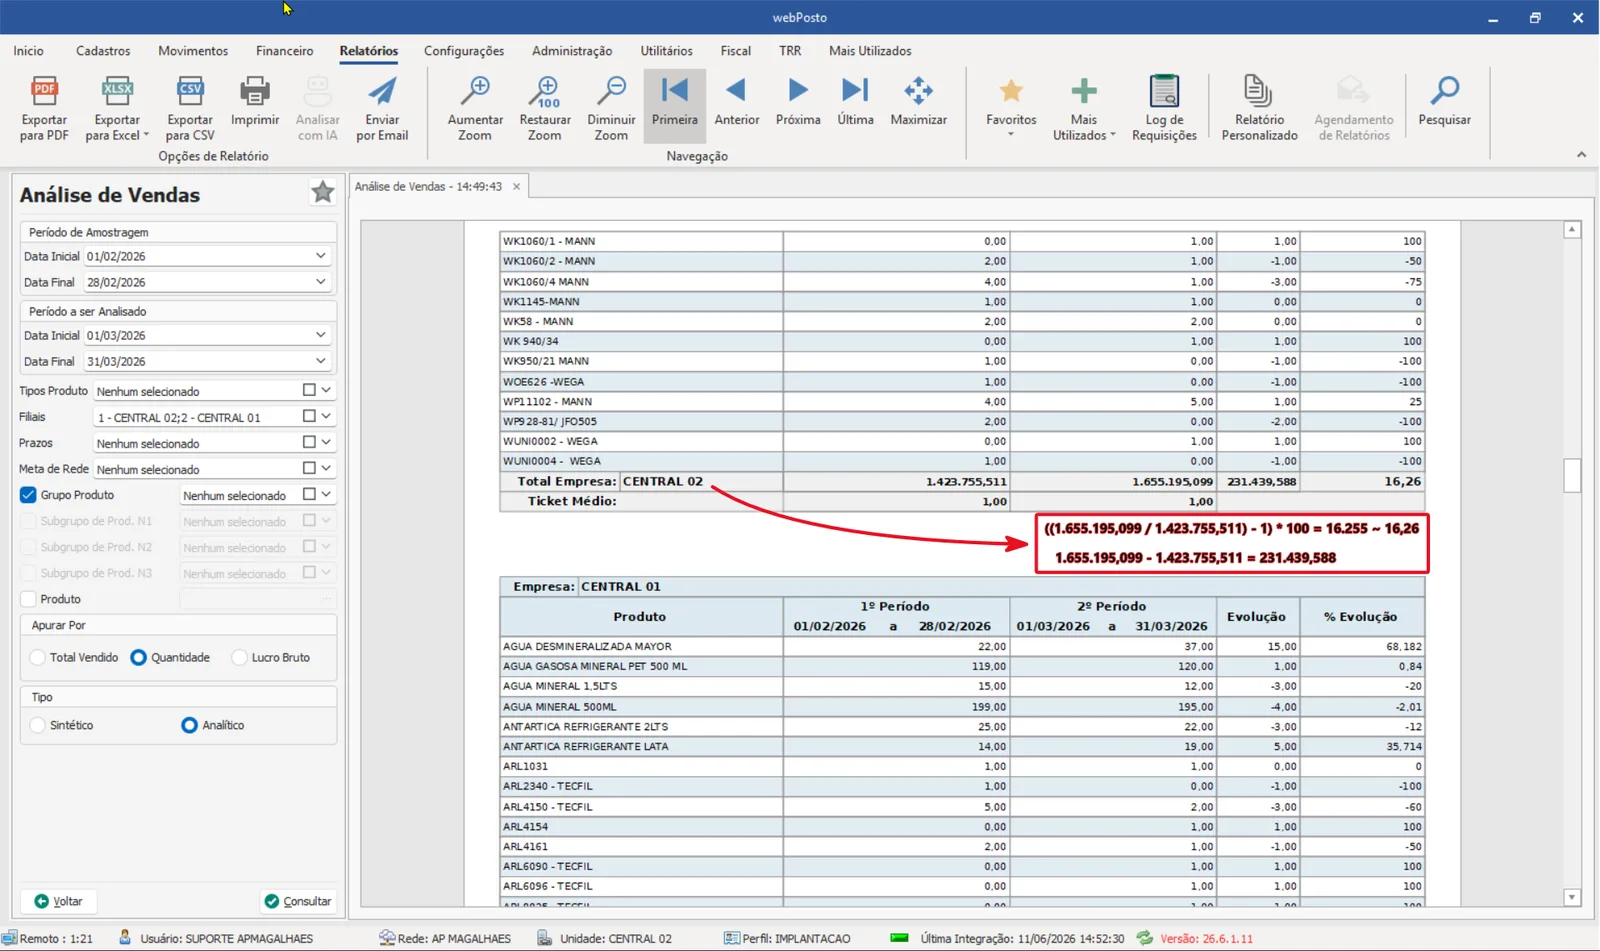 webPosto
Inicio Cadastros Movimentos Financeiro Relatórios Configurações Administração Utilitários Fiscal TRR Mais Utilizados
PDF XLSX CSV 100
Exportar para PDF Exportar para Excel Exportar para CSV Imprimir Analisar com IA Enviar por Email Aumentar Zoom Restaurar Zoom Diminuir Zoom Primeira Anterior Próxima Última Maximizar Favoritos Mais Utilizados Log de Requisições Relatório Personalizado Agendamento de Relatórios Pesquisar
Opções de Relatório Navegação
Análise de Vendas
Período de Amostragem
Data Inicial 01/02/2026
Data Final 28/02/2026
Período a ser Analisado
Data Inicial 01/03/2026
Data Final 31/03/2026
Tipos Produto Nenhum selecionado
Filiais 1 - CENTRAL 02;2 - CENTRAL 01
Prazos Nenhum selecionado
Meta de Rede Nenhum selecionado
Grupo Produto Nenhum selecionado
Subgrupo de Prod. N1 Nenhum selecionado
Subgrupo de Prod. N2 Nenhum selecionado
Subgrupo de Prod. N3 Nenhum selecionado
Produto ...
Apurar Por
Total Vendido Quantidade Lucro Bruto
Tipo
Sintético Analítico
Voltar Consultar
Análise de Vendas - 14:49:43
WK1060/1 - MANN 0,00 1,00 1,00 100
WK1060/2 - MANN 2,00 1,00 -1,00 -50
WK1060/4 MANN 4,00 1,00 -3,00 -75
WK1145-MANN 1,00 1,00 0,00 0
WK58 - MANN 2,00 2,00 0,00 0
WK 940/34 0,00 1,00 1,00 100
WK950/21 MANN 1,00 0,00 -1,00 -100
WOE626 -WEGA 1,00 0,00 -1,00 -100
WP11102 - MANN 4,00 5,00 1,00 25
WP928-81/ JFO505 2,00 0,00 -2,00 -100
WUNI0002 - WEGA 0,00 1,00 1,00 100
WUNI0004 - WEGA 1,00 0,00 -1,00 -100
Total Empresa: CENTRAL 02 1.423.755,511 1.655.195,099 231.439,588 16,26
Ticket Médio: 1,00 1,00
((1.655.195,099 / 1.423.755,511) - 1) * 100 = 16.255 ~ 16,26
1.655.195,099 - 1.423.755,511 = 231.439,588
Empresa: CENTRAL 01
Produto 1º Período 2º Período Evolução % Evolução
01/02/2026 a 28/02/2026 01/03/2026 a 31/03/2026
AGUA DESMINERALIZADA MAYOR 22,00 37,00 15,00 68,182
AGUA GASOSA MINERAL PET 500 ML 119,00 120,00 1,00 0,84
AGUA MINERAL 1,5LTS 15,00 12,00 -3,00 -20
AGUA MINERAL 500ML 199,00 195,00 -4,00 -2,01
ANTARTICA REFRIGERANTE 2LTS 25,00 22,00 -3,00 -12
ANTARTICA REFRIGERANTE LATA 14,00 19,00 5,00 35,714
ARL1031 1,00 1,00 0,00 0
ARL2340 - TECFIL 1,00 0,00 -1,00 -100
ARL4150 - TECFIL 5,00 2,00 -3,00 -60
ARL4154 0,00 1,00 1,00 100
ARL4161 2,00 1,00 -1,00 -50
ARL6090 - TECFIL 0,00 1,00 1,00 100
ARL6096 - TECFIL 0,00 1,00 1,00 100
Remoto : 1:21 Usuário: SUPORTE APMAGALHAES Rede: AP MAGALHAES Unidade: CENTRAL 02 Perfil: IMPLANTACAO Última Integração: 11/06/2026 14:52:30 Versão: 26.6.1.11